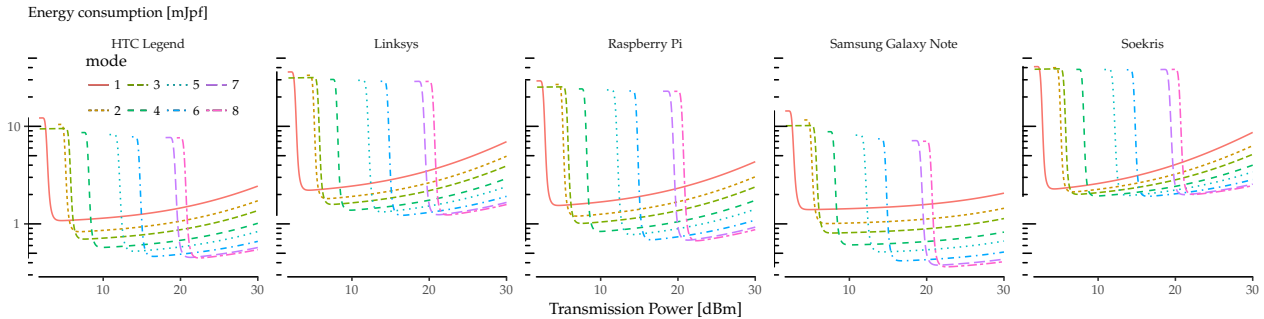 Energy consumption [mJpf]
HTC Legend Linksys Raspberry Pi Samsung Galaxy Note Soekris
mode
1 3 5 7
2 4 6 8
10
1
10 20 30 10 20 30 10 20 30 10 20 30 10 20 30
Transmission Power [dBm]